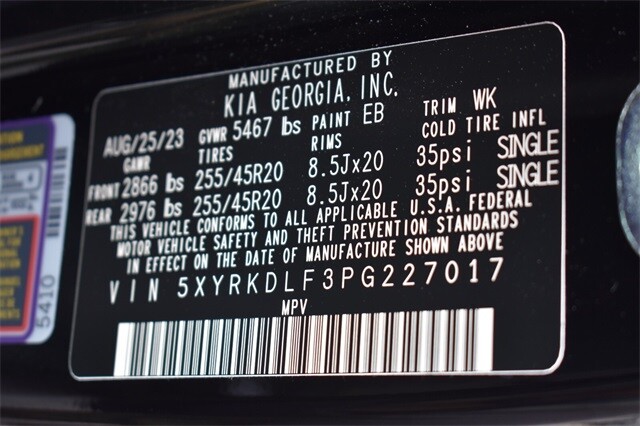 MANUFACTURED BY
KIA GEORGIA, INC.
AUG/25/23 GVWR 5467 lbs PAINT EB TRIM WK
GAWR TIRES RIMS COLD TIRE INFL
FRONT 2866 lbs 255/45R20 8.5Jx20 35psi SINGLE
REAR 2976 lbs 255/45R20 8.5Jx20 35psi SINGLE
THIS VEHICLE CONFORMS TO ALL APPLICABLE U.S.A. FEDERAL
MOTOR VEHICLE SAFETY AND THEFT PREVENTION STANDARDS
IN EFFECT ON THE DATE OF MANUFACTURE SHOWN ABOVE
VIN 5XYRKDLF3PG227017
MPV
5410